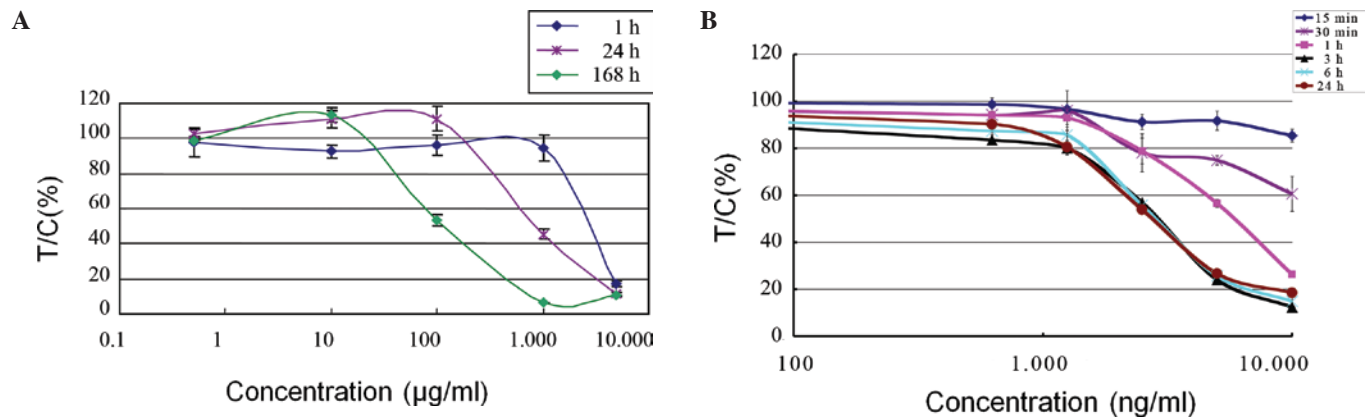 A
1 h
24 h
168 h
120
100
80
60
40
20
0
T/C(%)
0.1
1
10
100
1.000
10.000
Concentration (µg/ml)
B
15 min
30 min
1 h
3 h
6 h
24 h
120
100
80
60
40
20
0
T/C(%)
100
1.000
10.000
Concentration (ng/ml)